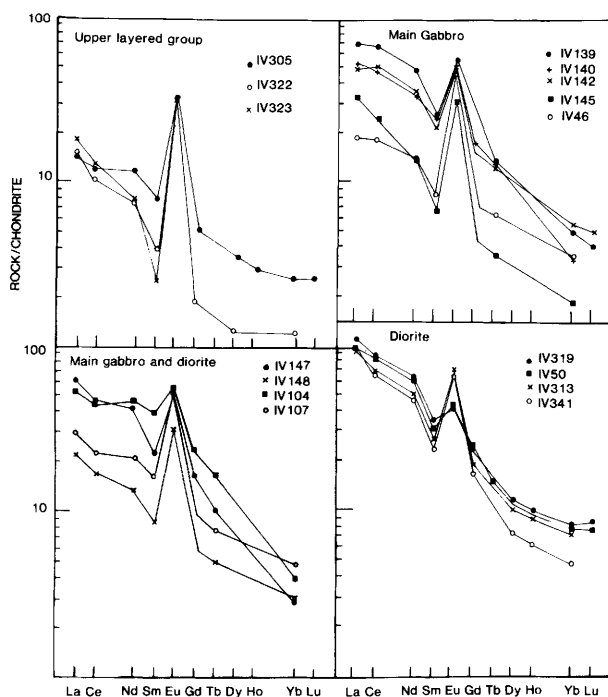 Upper layered group
IV305
IV322
IV323
Main Gabbro
IV139
IV140
IV142
IV145
IV46
ROCK/CHONDRITE
10
10
Main gabbro and diorite
IV147
IV148
IV104
IV107
Diorite
IV319
IV50
IV313
IV341
100
100
10
10
La Ce Nd Sm Eu Gd Tb Dy Ho Yb Lu
La Ce Nd Sm Eu Gd Tb Dy Ho Yb Lu